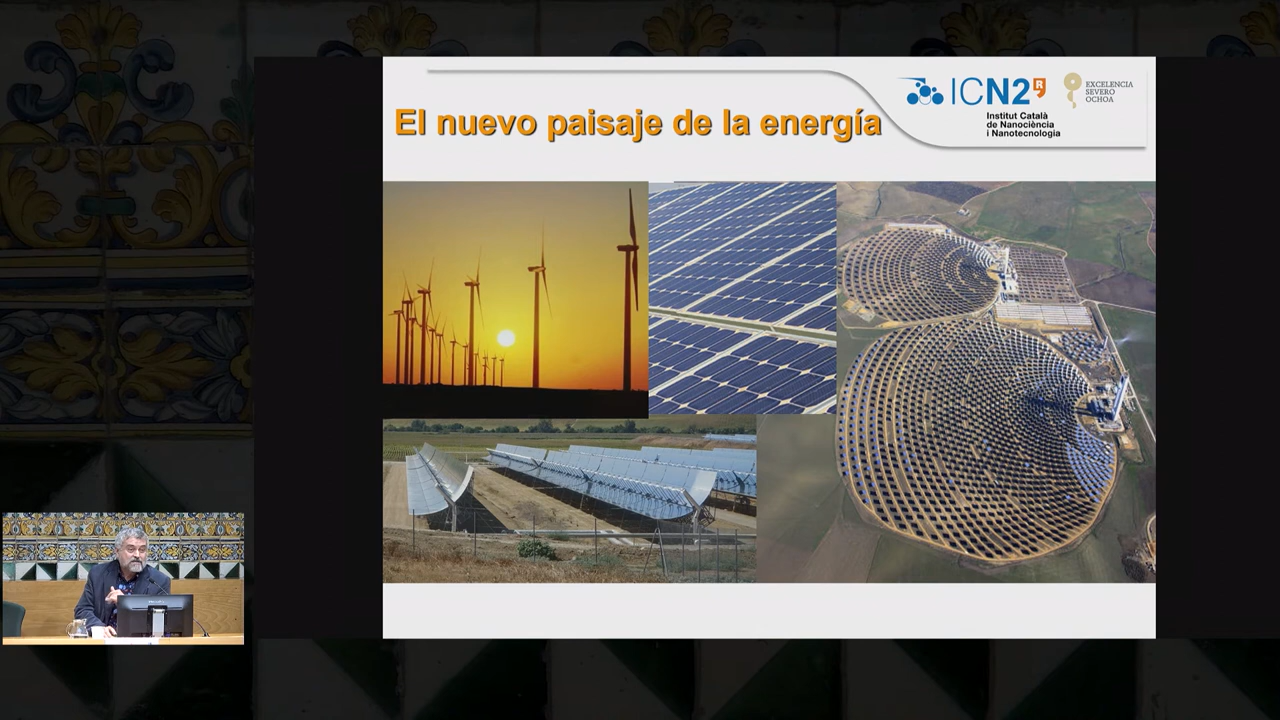 El nuevo paisaje de la energía
ICN2
R
Institut Català
de Nanociència
i Nanotecnologia
EXCELENCIA
SEVERO
OCHOA